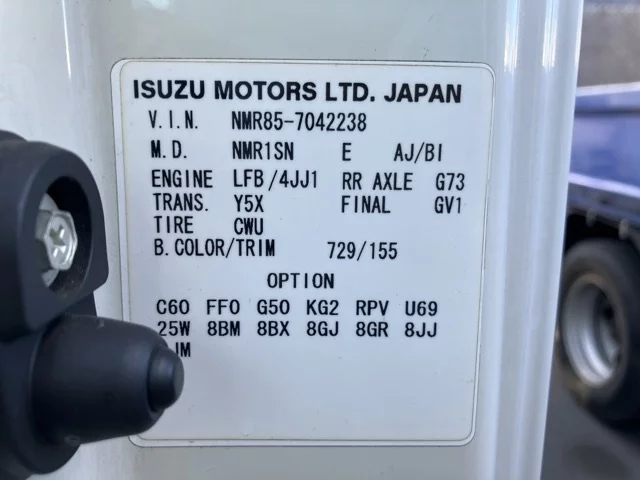 ISUZU MOTORS LTD. JAPAN
V.I.N. NMR85-7042238
M.D. NMR1SN E AJ/BI
ENGINE LFB/4JJ1 RR AXLE G73
TRANS. Y5X FINAL GV1
TIRE CWU
B.COLOR/TRIM 729/155
OPTION
C60 FF0 G50 KG2 RPV U69
25W 8BM 8BX 8GJ 8GR 8JJ